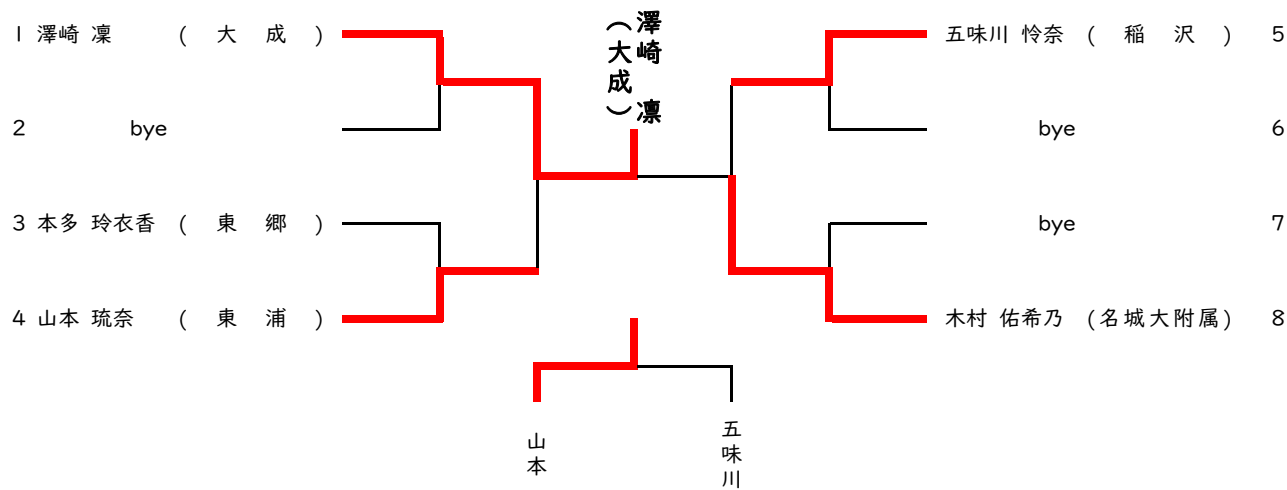 澤崎 凜
（大成）
1 澤崎 凜 ( 大 成 )
2 bye
3 本多 玲衣香 ( 東 郷 )
4 山本 琉奈 ( 東 浦 )
五味川 怜奈 ( 稲 沢 ) 5
bye 6
bye 7
木村 佑希乃 (名城大附属) 8
山本
五味川